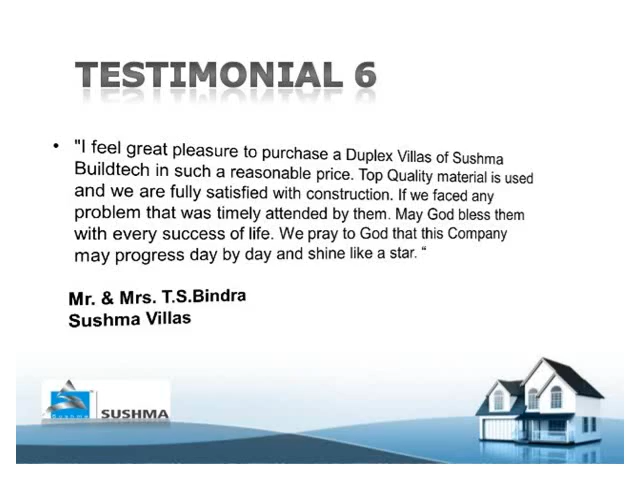 TESTIMONIAL 6
• "I feel great pleasure to purchase a Duplex Villas of Sushma
Buildtech in such a reasonable price. Top Quality material is used
and we are fully satisfied with construction. If we faced any
problem that was timely attended by them. May God bless them
with every success of life. We pray to God that this Company
may progress day by day and shine like a star. “
Mr. & Mrs. T.S.Bindra
Sushma Villas
Sushma
SUSHMA